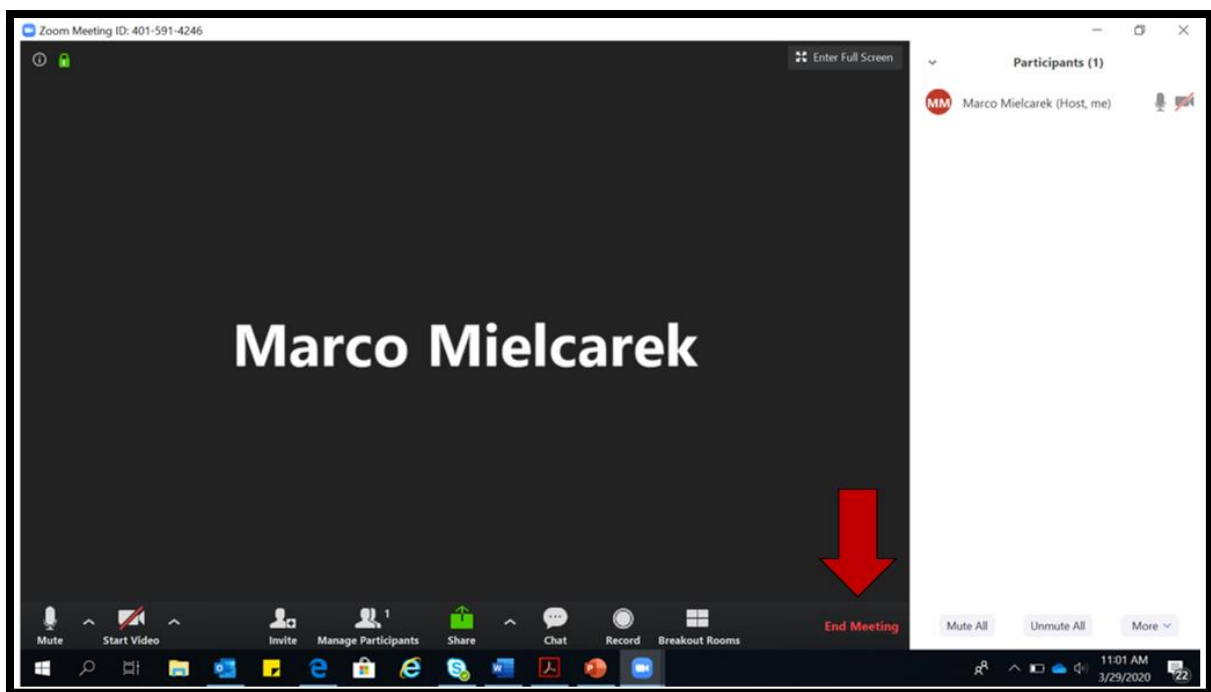 Zoom Meeting ID: 401-591-4246
Enter Full Screen
Participants (1)
MM Marco Mielcarek (Host, me)
Marco Mielcarek
1
Mute Start Video Invite Manage Participants Share Chat Record Breakout Rooms End Meeting
Mute All Unmute All More
11:01 AM
3/29/2020
22